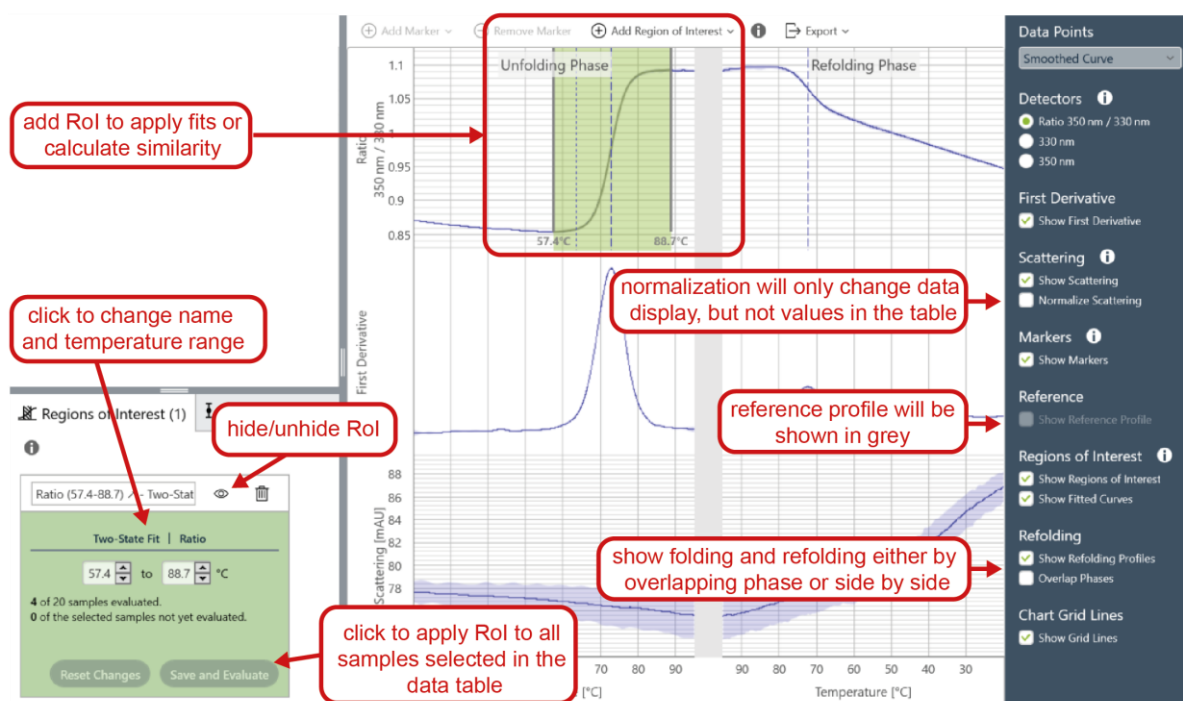 Add Marker
Remove Marker
Add Region of Interest
Export
Unfolding Phase
Refolding Phase
1.1
1.05
1
0.95
0.9
0.85
Ratio
350 nm / 330 nm
57.4°C
88.7°C
add RoI to apply fits or
calculate similarity
First Derivative
click to change name
and temperature range
Regions of Interest (1)
hide/unhide RoI
Ratio (57.4-88.7)
- Two-Stat
Two-State Fit | Ratio
57.4 to 88.7 °C
4 of 20 samples evaluated.
0 of the selected samples not yet evaluated.
Reset Changes
Save and Evaluate
click to apply RoI to all
samples selected in the
data table
Scattering [mAU]
88
86
84
82
80
78
70 80 90
90 80 70 60 50 40 30
[°C]
Temperature [°C]
normalization will only change data
display, but not values in the table
reference profile will be
shown in grey
show folding and refolding either by
overlapping phase or side by side
Data Points
Smoothed Curve
Detectors
Ratio 350 nm / 330 nm
330 nm
350 nm
First Derivative
Show First Derivative
Scattering
Show Scattering
Normalize Scattering
Markers
Show Markers
Reference
Show Reference Profile
Regions of Interest
Show Regions of Interest
Show Fitted Curves
Refolding
Show Refolding Profiles
Overlap Phases
Chart Grid Lines
Show Grid Lines